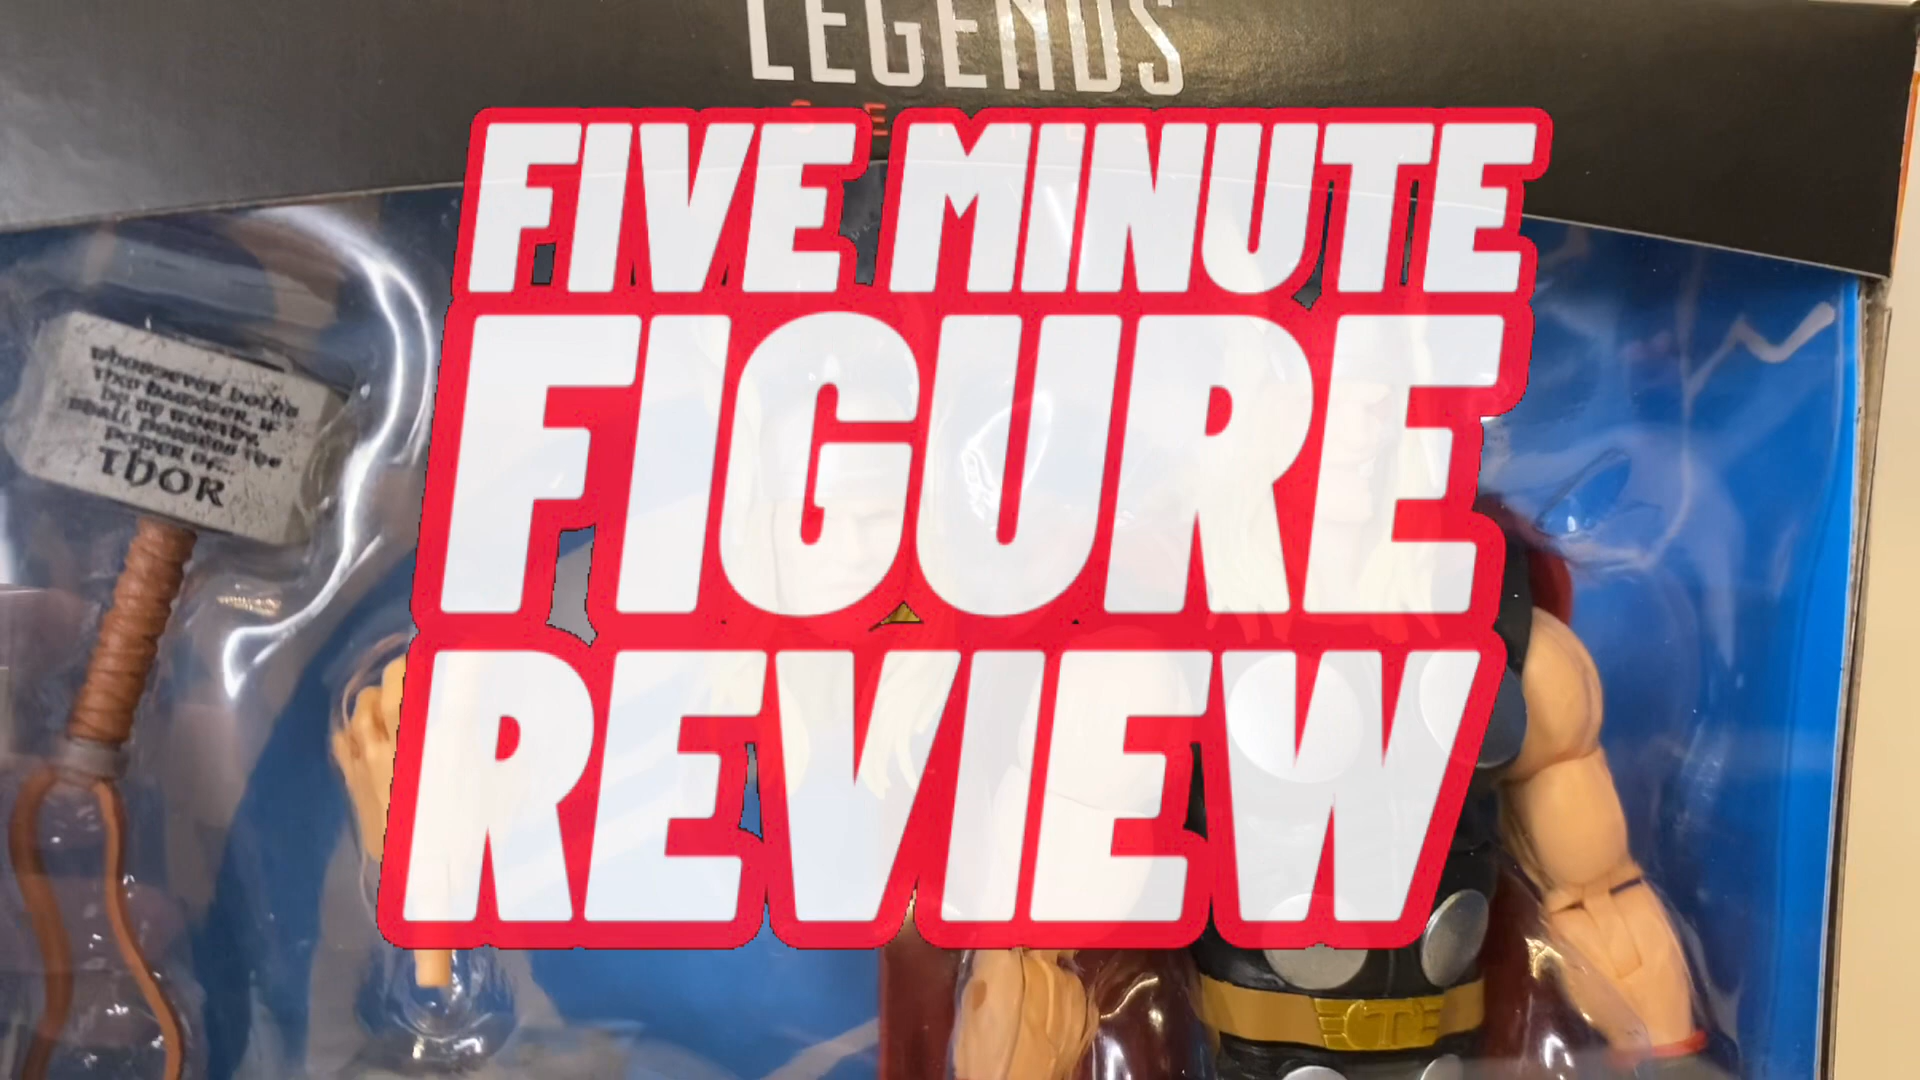 LEGENDS
FIVE MINUTE
FIGURE
REVIEW
WHOSOEVER HOLDS
THIS HAMMER, IF
HE BE WORTHY,
SHALL POSSESS THE
POWER OF...
THOR
T